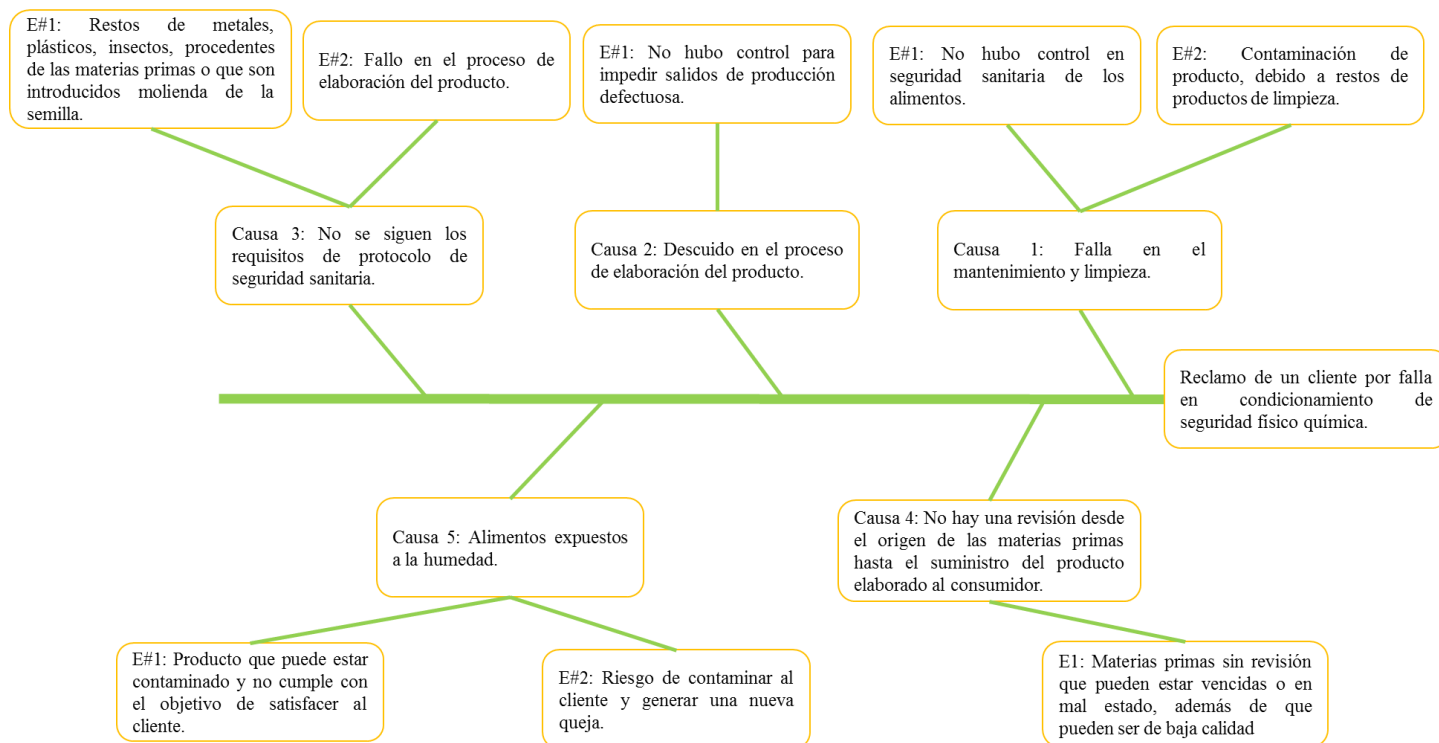 E#1: Restos de metales,
plásticos, insectos, procedentes
de las materias primas o que son
introducidos molienda de la
semilla.
E#2: Fallo en el proceso de
elaboración del producto.
E#1: No hubo control para
impedir salidos de producción
defectuosa.
E#1: No hubo control en
seguridad sanitaria de los
alimentos.
E#2: Contaminación de
producto, debido a restos de
productos de limpieza.
Causa 3: No se siguen los
requisitos de protocolo de
seguridad sanitaria.
Causa 2: Descuido en el proceso
de elaboración del producto.
Causa 1: Falla en el
mantenimiento y limpieza.
Reclamo de un cliente por falla
en condicionamiento de
seguridad físico química.
Causa 5: Alimentos expuestos
a la humedad.
Causa 4: No hay una revisión desde
el origen de las materias primas
hasta el suministro del producto
elaborado al consumidor.
E#1: Producto que puede estar
contaminado y no cumple con
el objetivo de satisfacer al
cliente.
E#2: Riesgo de contaminar al
cliente y generar una nueva
queja.
E1: Materias primas sin revisión
que pueden estar vencidas o en
mal estado, además de que
pueden ser de baja calidad